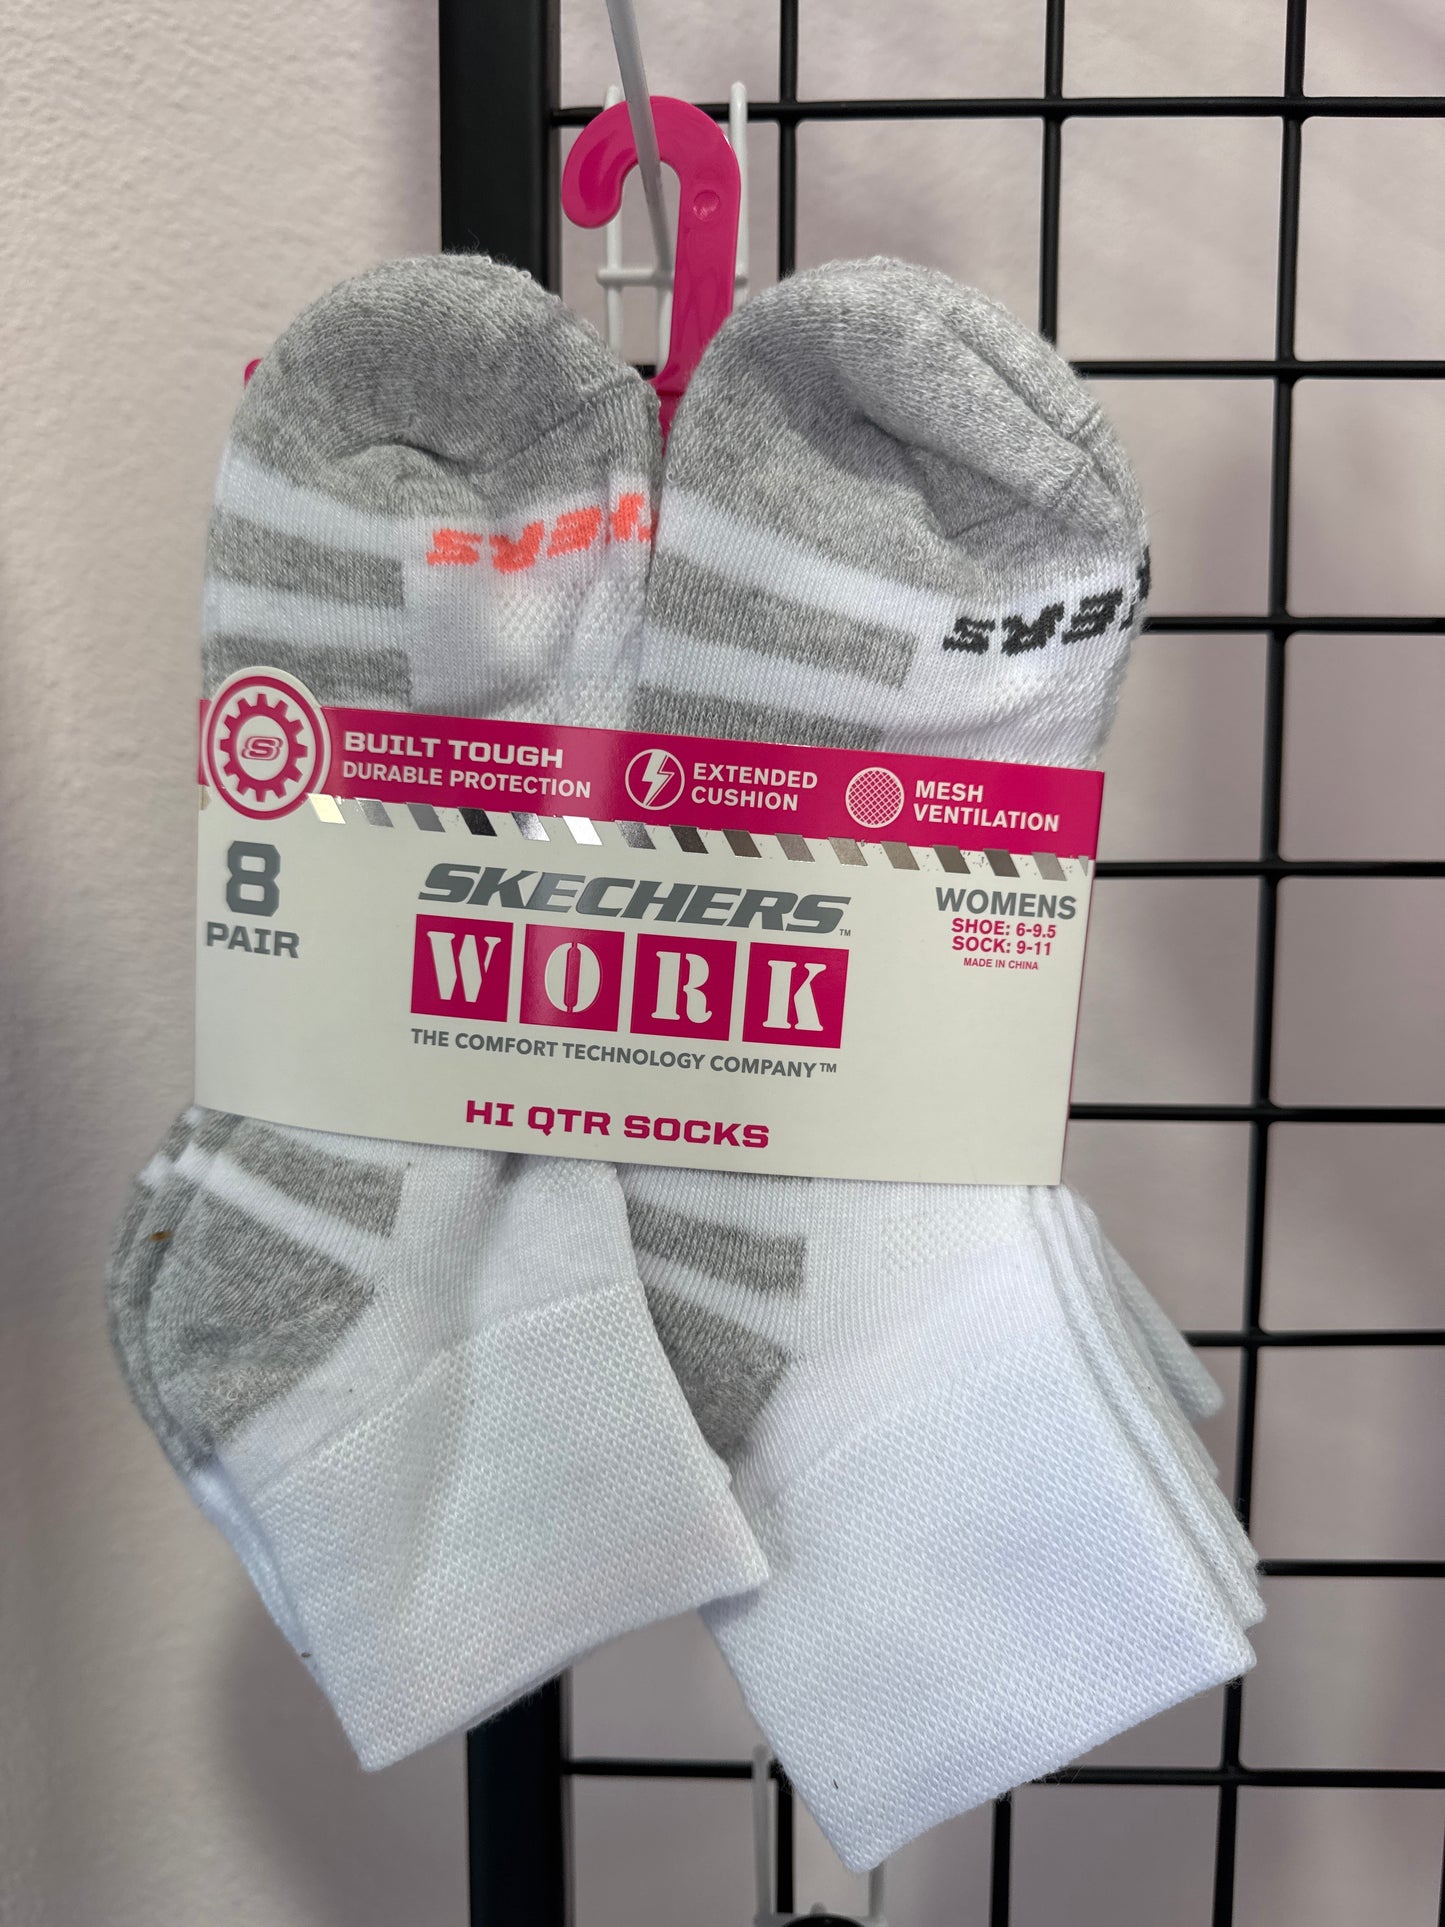 S
BUILT TOUGH
DURABLE PROTECTION
EXTENDED
CUSHION
MESH
VENTILATION
8
PAIR
SKECHERS™
WORK
THE COMFORT TECHNOLOGY COMPANY™
HI QTR SOCKS
WOMENS
SHOE: 6-9.5
SOCK: 9-11
MADE IN CHINA